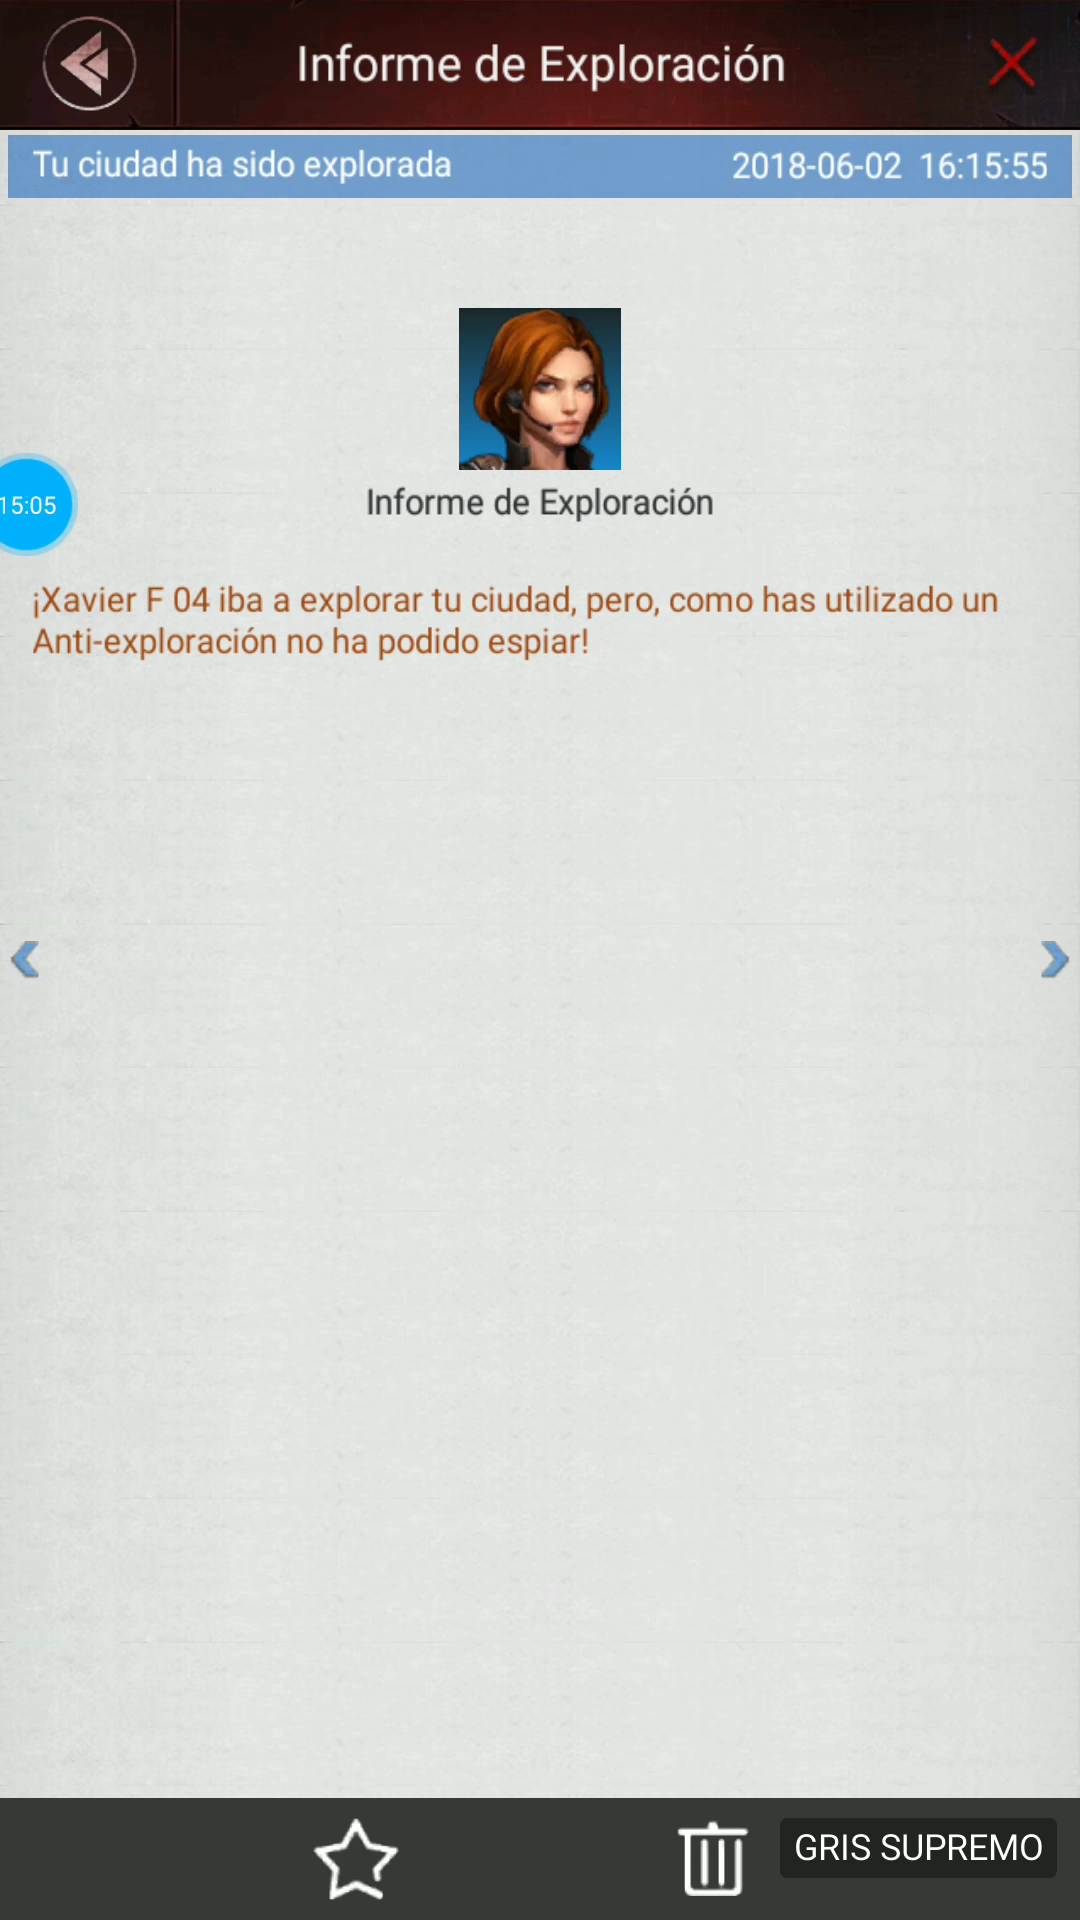 Informe de Exploración
Tu ciudad ha sido explorada 2018-06-02 16:15:55
15:05
Informe de Exploración
¡Xavier F 04 iba a explorar tu ciudad, pero, como has utilizado un
Anti-exploración no ha podido espiar!
GRIS SUPREMO